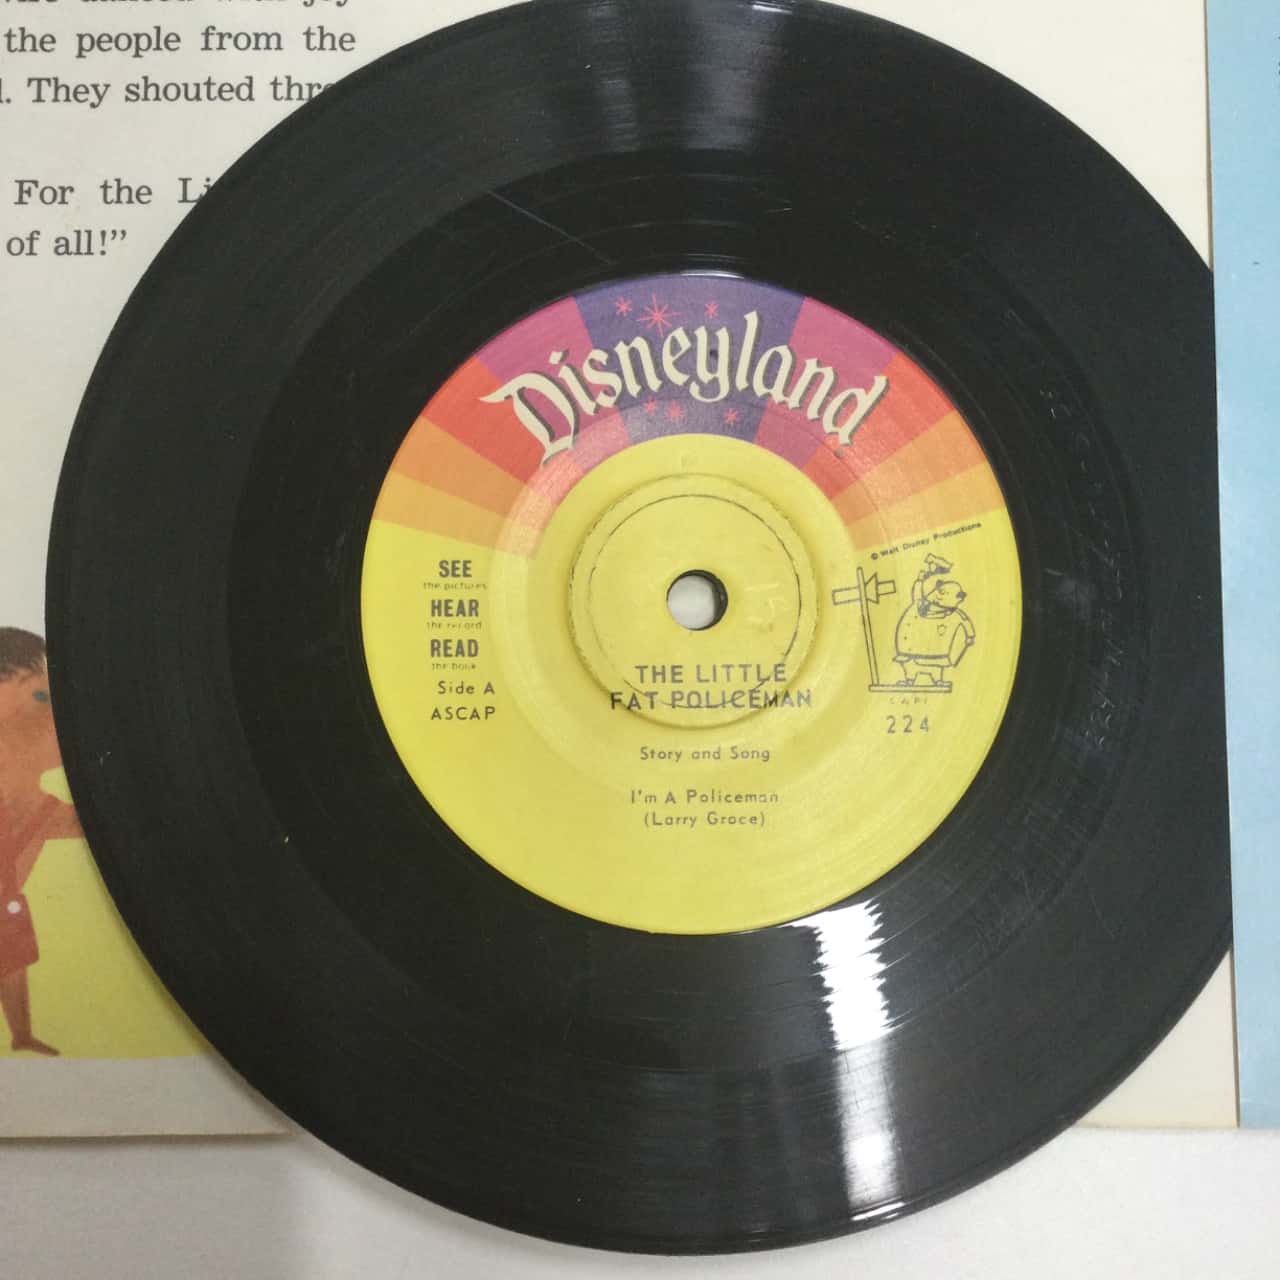 the people from the
They shouted
For the
of all!"
Disneyland
© Walt Disney Productions
SEE
the pictures
HEAR
the record
READ
the book
Side A
ASCAP
THE LITTLE
FAT POLICEMAN
224
Story and Song
I'm A Policeman
(Larry Groce)